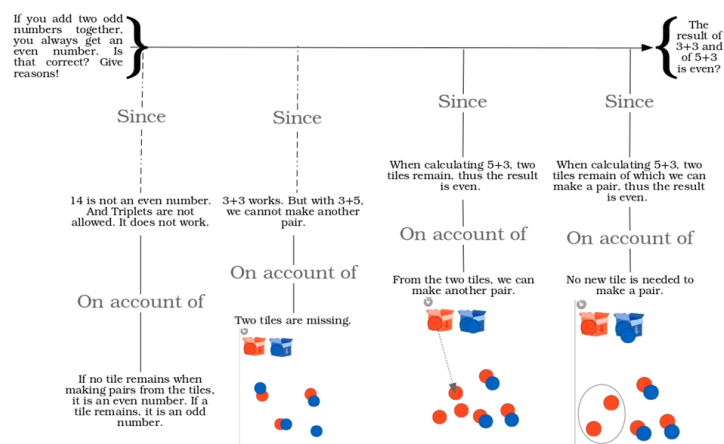 If you add two odd
numbers together,
you always get an
even number. Is
that correct? Give
reasons!
The
result of
3+3 and
of 5+3
is even?
Since
Since
Since
Since
14 is not an even number.
And Triplets are not
allowed. It does not work.
3+3 works. But with 3+5,
we cannot make another
pair.
When calculating 5+3, two
tiles remain, thus the result
is even.
When calculating 5+3, two
tiles remain of which we can
make a pair, thus the result
is even.
On account of
On account of
On account of
On account of
If no tile remains when
making pairs from the tiles,
it is an even number. If a
tile remains, it is an odd
number.
Two tiles are missing.
From the two tiles, we can
make another pair.
No new tile is needed to
make a pair.